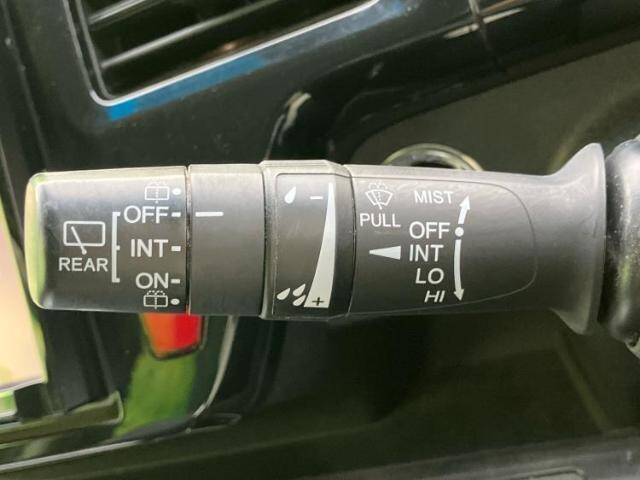 OFF
INT
REAR
ON
-
+
PULL
MIST
OFF
INT
LO
HI